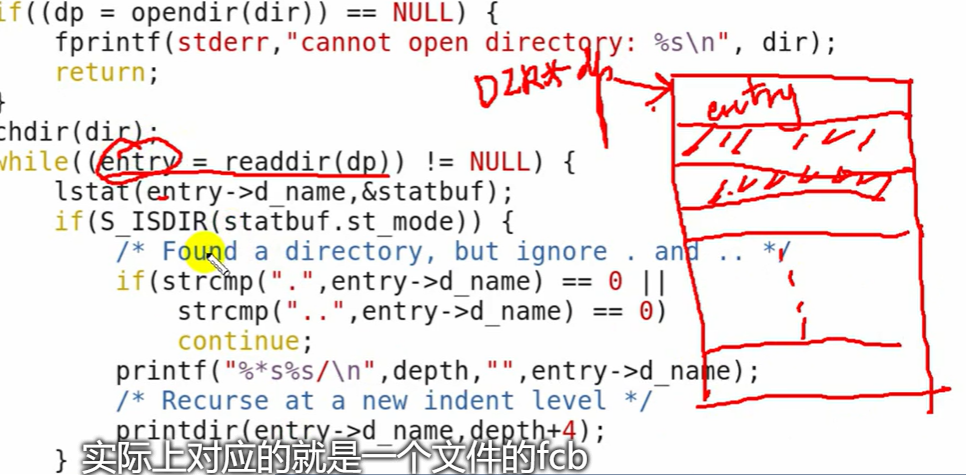 if((dp = opendir(dir)) == NULL) {
fprintf(stderr,"cannot open directory: %s\n", dir);
return;
}
chdir(dir);
while((entry = readdir(dp)) != NULL) {
lstat(entry->d_name,&statbuf);
if(S_ISDIR(statbuf.st_mode)) {
/* Found a directory, but ignore . and .. */
if(strcmp(".",entry->d_name) == 0 ||
strcmp("..",entry->d_name) == 0)
continue;
printf("%*s%s/\n",depth,"",entry->d_name);
/* Recurse at a new indent level */
printdir(entry->d_name,depth+4);
}
DIR* dp
entry
实际上对应的就是一个文件的fcb